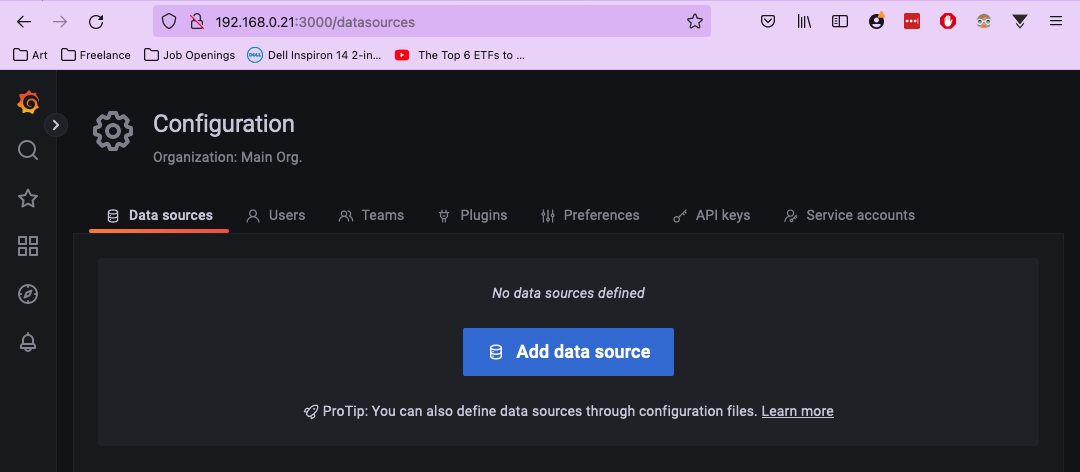 192.168.0.21:3000/datasources
Art Freelance Job Openings DELL Dell Inspiron 14 2-in... The Top 6 ETFs to ...
Configuration
Organization: Main Org.
Data sources Users Teams Plugins Preferences API keys Service accounts
No data sources defined
Add data source
ProTip: You can also define data sources through configuration files. Learn more